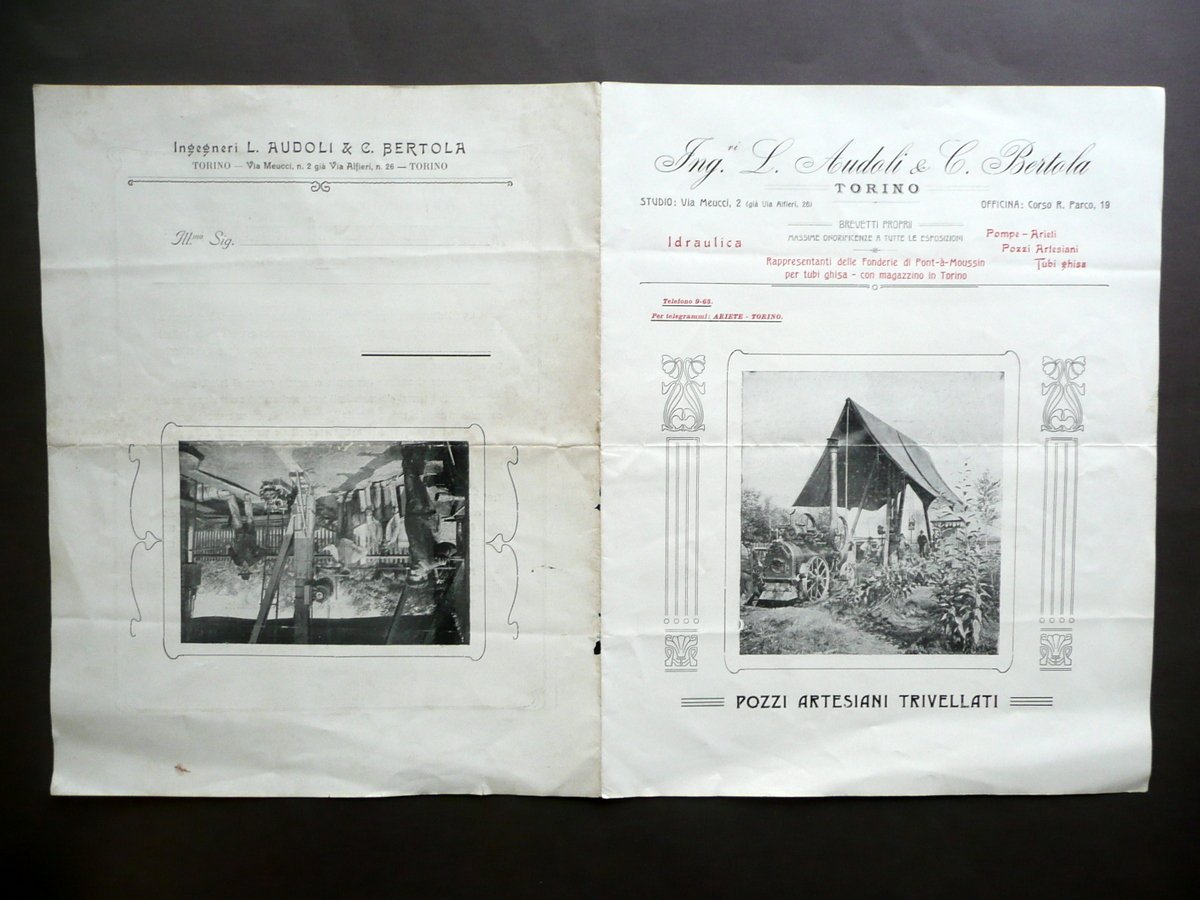 Ingegneri L. AUDOLI & C. BERTOLA
TORINO — Via Meucci, n. 2 già Via Alfieri, n. 26 — TORINO
Ill.mo Sig.
Ing.ri L. Audoli & C. Bertola
TORINO
STUDIO: Via Meucci, 2 (già Via Alfieri, 26)
OFFICINA: Corso R. Parco, 19
BREVETTI PROPRII
MASSIME ONORIFICENZE A TUTTE LE ESPOSIZIONI
Idraulica
Pompe - Arieti
Pozzi Artesiani
Tubi ghisa
Rappresentanti delle Fonderie di Pont-à-Moussin
per tubi ghisa - con magazzino in Torino
Telefono 9-63.
Per telegrammi: ARIETE - TORINO.
POZZI ARTESIANI TRIVELLATI